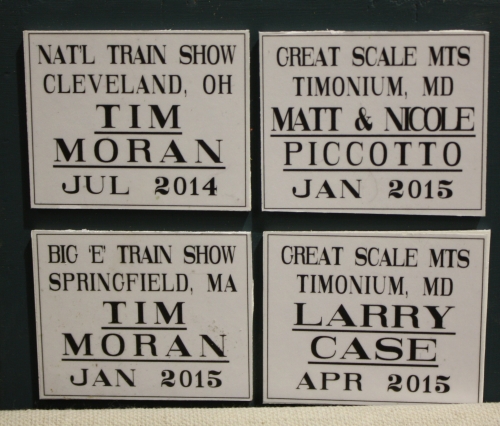 NAT'L TRAIN SHOW
CLEVELAND, OH
TIM
MORAN
JUL 2014
GREAT SCALE MTS
TIMONIUM, MD
MATT & NICOLE
PICCOTTO
JAN 2015
BIG 'E' TRAIN SHOW
SPRINGFIELD, MA
TIM
MORAN
JAN 2015
GREAT SCALE MTS
TIMONIUM, MD
LARRY
CASE
APR 2015